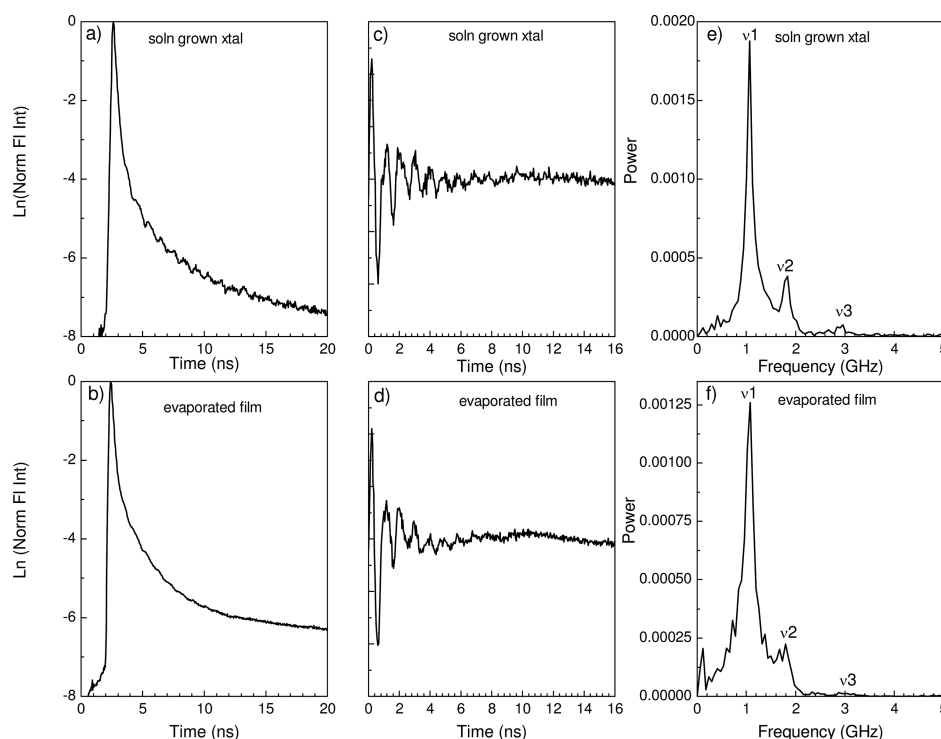 a)
soln grown xtal
Ln(Norm Fl Int)
0
-2
-4
-6
-8
5
10
15
20
Time (ns)
c)
soln grown xtal
0
2
4
6
8
10
12
14
16
Time (ns)
e)
soln grown xtal
ν1
ν2
ν3
Power
0.0020
0.0015
0.0010
0.0005
0.0000
0
1
2
3
4
5
Frequency (GHz)
b)
evaporated film
Ln (Norm Fl Int)
0
-2
-4
-6
-8
0
5
10
15
20
Time (ns)
d)
evaporated film
0
2
4
6
8
10
12
14
16
Time (ns)
f)
evaporated film
ν1
ν2
ν3
Power
0.00125
0.00100
0.00075
0.00050
0.00025
0.00000
0
1
2
3
4
5
Frequency (GHz)